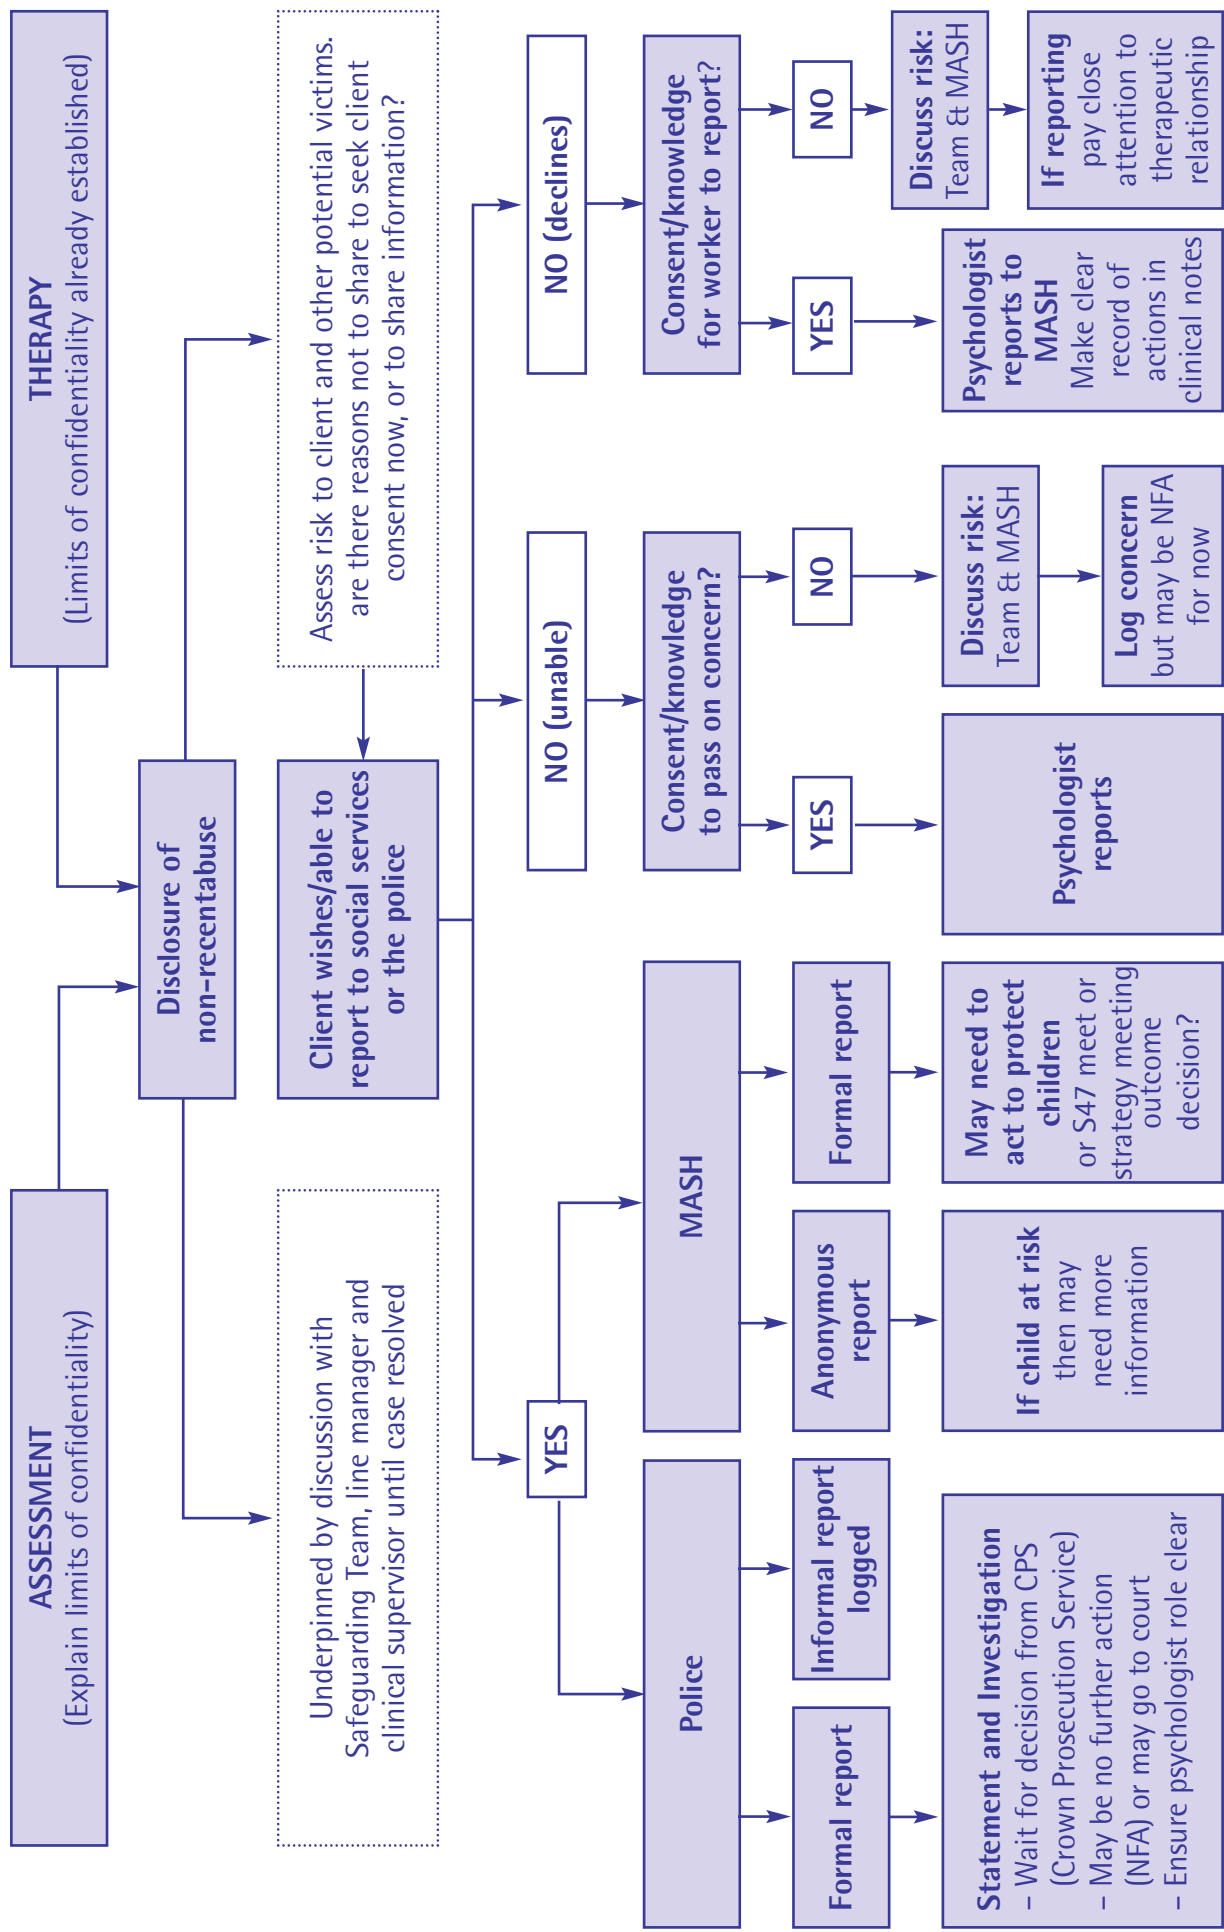 ASSESSMENT
(Explain limits of confidentiality)
THERAPY
(Limits of confidentiality already established)
Disclosure of
non-recentabuse
Underpinned by discussion with
Safeguarding Team, line manager and
clinical supervisor until case resolved
Client wishes/able to
report to social services
or the police
Assess risk to client and other potential victims.
are there reasons not to share to seek client
consent now, or to share information?
YES
NO (unable)
NO (declines)
Police
MASH
Consent/knowledge
to pass on concern?
Consent/knowledge
for worker to report?
Formal report
Informal report
logged
Anonymous
report
Formal report
YES
NO
YES
NO
Statement and Investigation
– Wait for decision from CPS
(Crown Prosecution Service)
– May be no further action
(NFA) or may go to court
– Ensure psychologist role clear
If child at risk
then may
need more
information
May need to
act to protect
children
or S47 meet or
strategy meeting
outcome
decision?
Psychologist
reports
Discuss risk:
Team & MASH
Log concern
but may be NFA
for now
Psychologist
reports to
MASH
Make clear
record of
actions in
clinical notes
Discuss risk:
Team & MASH
If reporting
pay close
attention to
therapeutic
relationship